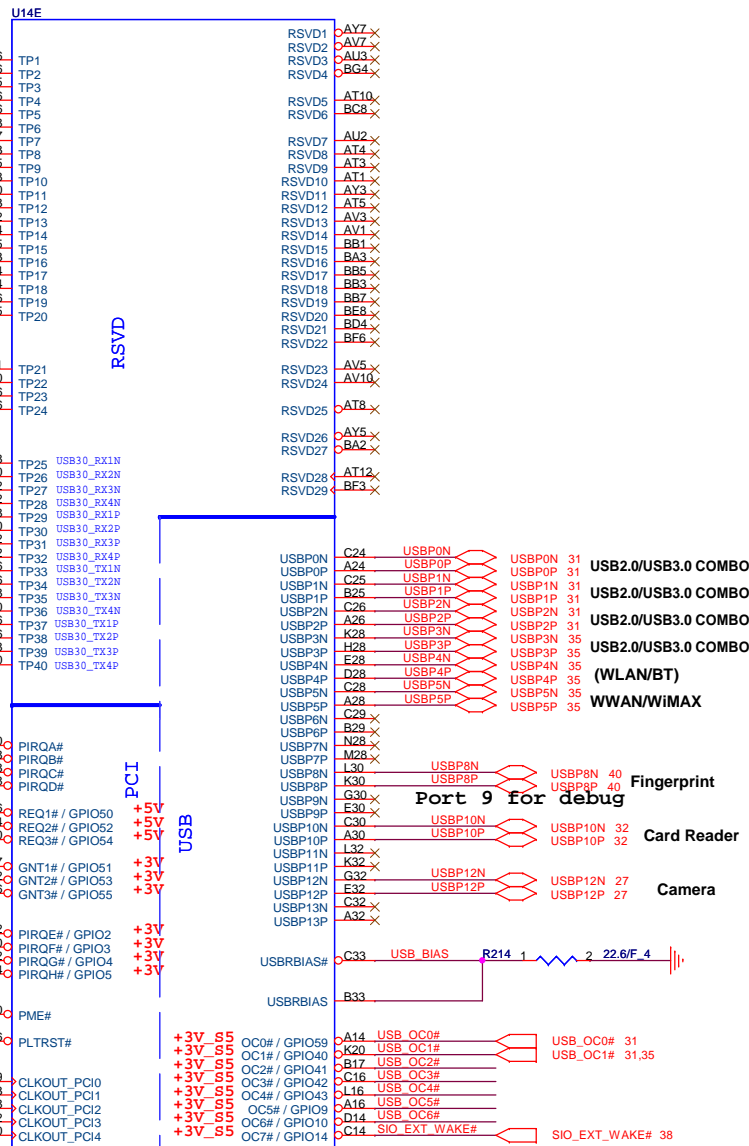 U14E
RSVD1 AY7
RSVD2 AV7
TP1 RSVD3 AU3
TP2 RSVD4 BG4
TP3
TP4 RSVD5 AT10
TP5 RSVD6 BC8
TP6
TP7 RSVD7 AU2
TP8 RSVD8 AT4
TP9 RSVD9 AT3
TP10 RSVD10 AT1
TP11 RSVD11 AY3
TP12 RSVD12 AT5
TP13 RSVD13 AV3
TP14 RSVD14 AV1
TP15 RSVD15 BB1
TP16 RSVD16 BA3
TP17 RSVD17 BB5
TP18 RSVD18 BB3
TP19 RSVD19 BB7
TP20 RSVD20 BE8
RSVD21 BD4
RSVD22 BF6
RSVD
TP21 RSVD23 AV5
TP22 RSVD24 AV10
TP23
TP24 RSVD25 AT8
RSVD26 AY5
RSVD27 BA2
TP25 USB30_RX1N
TP26 USB30_RX2N RSVD28 AT12
TP27 USB30_RX3N RSVD29 BF3
TP28 USB30_RX4N
TP29 USB30_RX1P
TP30 USB30_RX2P
TP31 USB30_RX3P
TP32 USB30_RX4P
TP33 USB30_TX1N
TP34 USB30_TX2N
TP35 USB30_TX3N
TP36 USB30_TX4N
TP37 USB30_TX1P
TP38 USB30_TX2P
TP39 USB30_TX3P
TP40 USB30_TX4P
USBP0N C24 USBP0N USBP0N 31
USBP0P A24 USBP0P USBP0P 31 USB2.0/USB3.0 COMBO
USBP1N C25 USBP1N USBP1N 31
USBP1P B25 USBP1P USBP1P 31 USB2.0/USB3.0 COMBO
USBP2N C26 USBP2N USBP2N 31
USBP2P A26 USBP2P USBP2P 31 USB2.0/USB3.0 COMBO
USBP3N K28 USBP3N USBP3N 35
USBP3P H28 USBP3P USBP3P 35 USB2.0/USB3.0 COMBO
USBP4N E28 USBP4N USBP4N 35
USBP4P D28 USBP4P USBP4P 35 (WLAN/BT)
USBP5N C28 USBP5N USBP5N 35
USBP5P A28 USBP5P USBP5P 35 WWAN/WiMAX
USBP6N C29
USBP6P B29
USBP7N N28
USBP7P M28
USBP8N L30 USBP8N USBP8N 40
USBP8P K30 USBP8P USBP8P 40 Fingerprint
USBP9N G30
USBP9P E30 Port 9 for debug
USBP10N C30 USBP10N USBP10N 32
USBP10P A30 USBP10P USBP10P 32 Card Reader
USBP11N L32
USBP11P K32
USBP12N G32 USBP12N USBP12N 27
USBP12P E32 USBP12P USBP12P 27 Camera
USBP13N C32
USBP13P A32
PIRQA#
PIRQB#
PIRQC#
PIRQD#
PCI
USB
REQ1# / GPIO50 +5V
REQ2# / GPIO52 +5V
REQ3# / GPIO54 +5V
GNT1# / GPIO51 +3V
GNT2# / GPIO53 +3V
GNT3# / GPIO55 +3V
PIRQE# / GPIO2 +3V
PIRQF# / GPIO3 +3V
PIRQG# / GPIO4 +3V
PIRQH# / GPIO5 +3V
USBRBIAS# C33 USB_BIAS R214 1 2 22.6/F_4
USBRBIAS B33
PME#
PLTRST#
+3V_S5 OC0# / GPIO59 A14 USB_OC0# USB_OC0# 31
+3V_S5 OC1# / GPIO40 K20 USB_OC1# USB_OC1# 31,35
+3V_S5 OC2# / GPIO41 B17 USB_OC2#
CLKOUT_PCI0 +3V_S5 OC3# / GPIO42 C16 USB_OC3#
CLKOUT_PCI1 +3V_S5 OC4# / GPIO43 L16 USB_OC4#
CLKOUT_PCI2 +3V_S5 OC5# / GPIO9 A16 USB_OC5#
CLKOUT_PCI3 +3V_S5 OC6# / GPIO10 D14 USB_OC6#
CLKOUT_PCI4 +3V_S5 OC7# / GPIO14 C14 SIO_EXT_WAKE# SIO_EXT_WAKE# 38